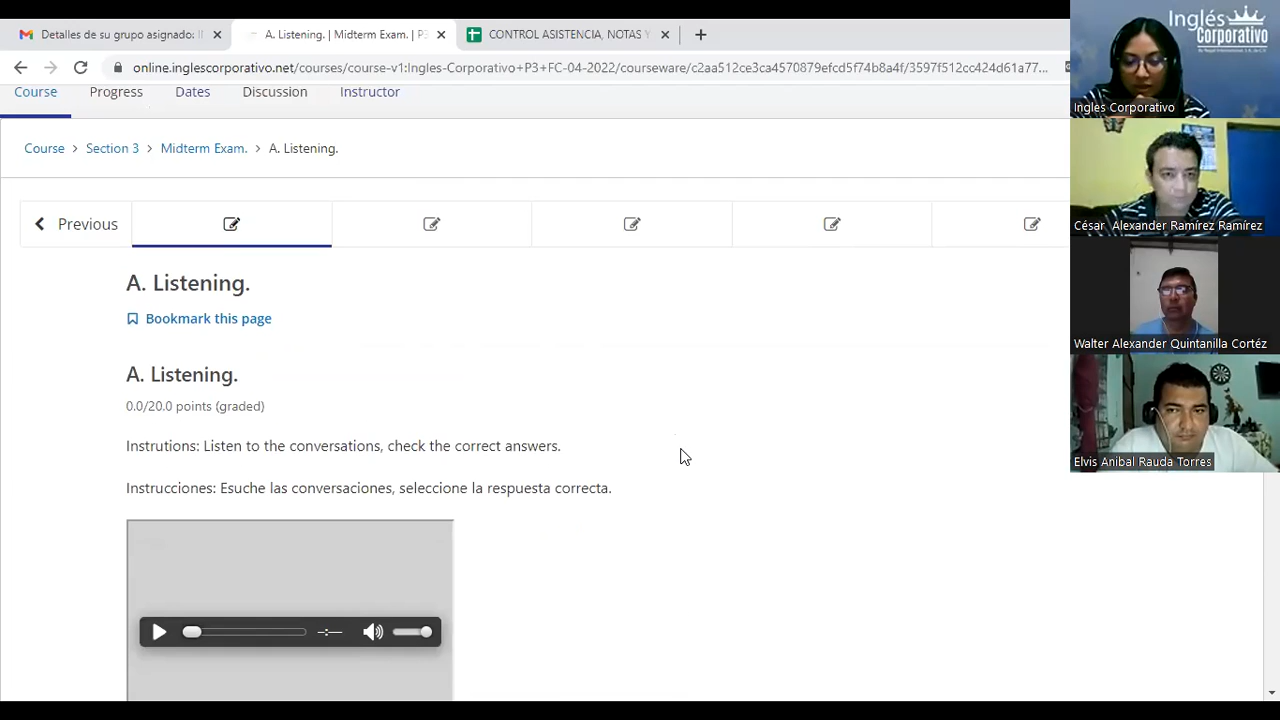 Detalles de su grupo asignado: I
A. Listening. | Midterm Exam. | P3
CONTROL ASISTENCIA, NOTAS Y
online.inglescorporativo.net/courses/course-v1:Ingles-Corporativo+P4+PC-04-2022/courseware/c2aa512ce3ca4570879efcd5f74b8a4f/3597f512cc424d61a77...
Course Progress Dates Discussion Instructor
Course > Section 3 > Midterm Exam. > A. Listening.
Previous
A. Listening.
Bookmark this page
A. Listening.
0.0/20.0 points (graded)
Instrutions: Listen to the conversations, check the correct answers.
Instrucciones: Esuche las conversaciones, seleccione la respuesta correcta.
-:--
Inglés
Corporativo
Ingles Corporativo
César Alexander Ramírez Ramírez
Walter Alexander Quintanilla Cortéz
Elvis Anibal Rauda Torres